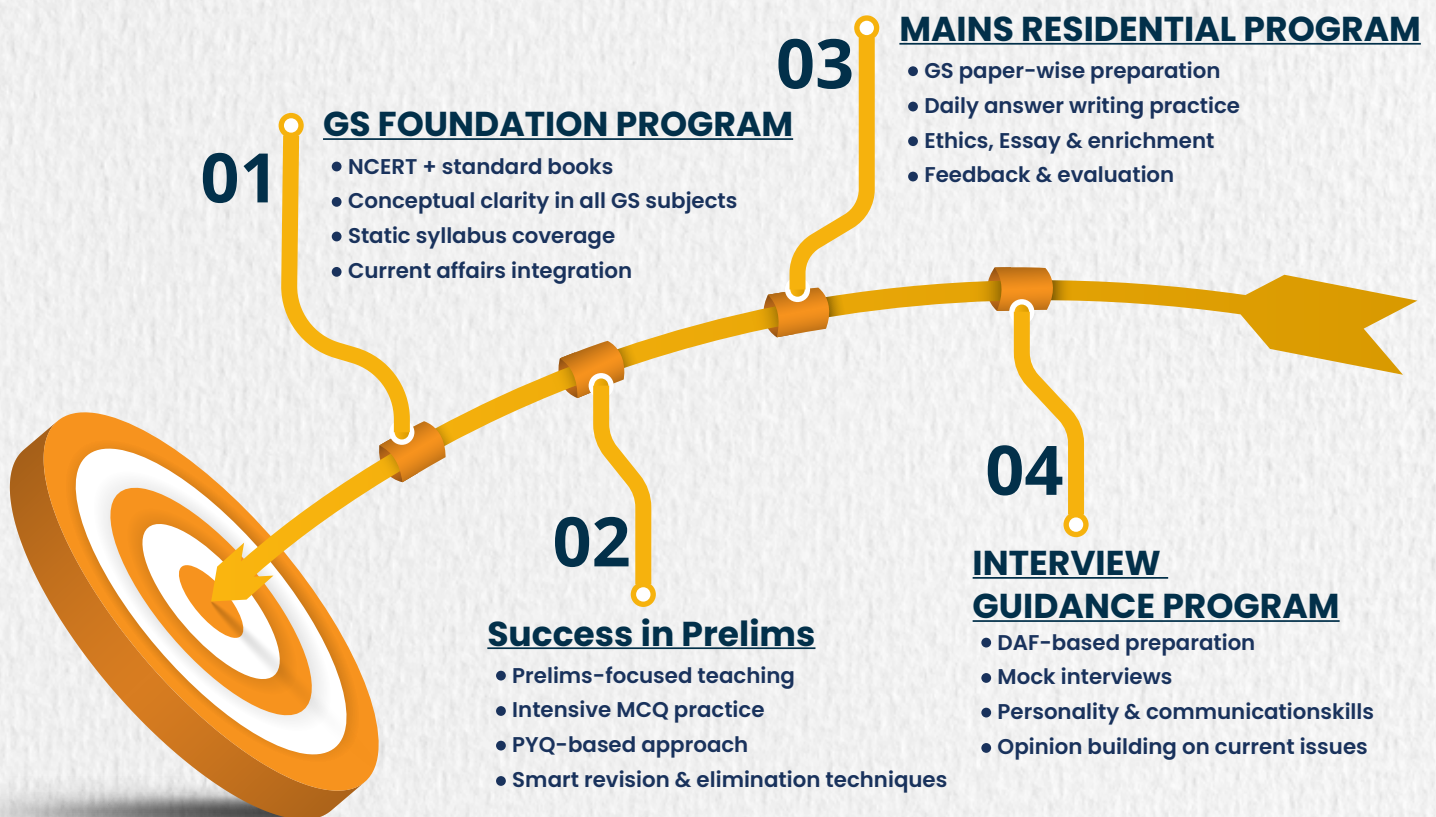 01
GS FOUNDATION PROGRAM
• NCERT + standard books
• Conceptual clarity in all GS subjects
• Static syllabus coverage
• Current affairs integration
02
Success in Prelims
• Prelims-focused teaching
• Intensive MCQ practice
• PYQ-based approach
• Smart revision & elimination techniques
03
MAINS RESIDENTIAL PROGRAM
• GS paper-wise preparation
• Daily answer writing practice
• Ethics, Essay & enrichment
• Feedback & evaluation
04
INTERVIEW
GUIDANCE PROGRAM
• DAF-based preparation
• Mock interviews
• Personality & communicationskills
• Opinion building on current issues